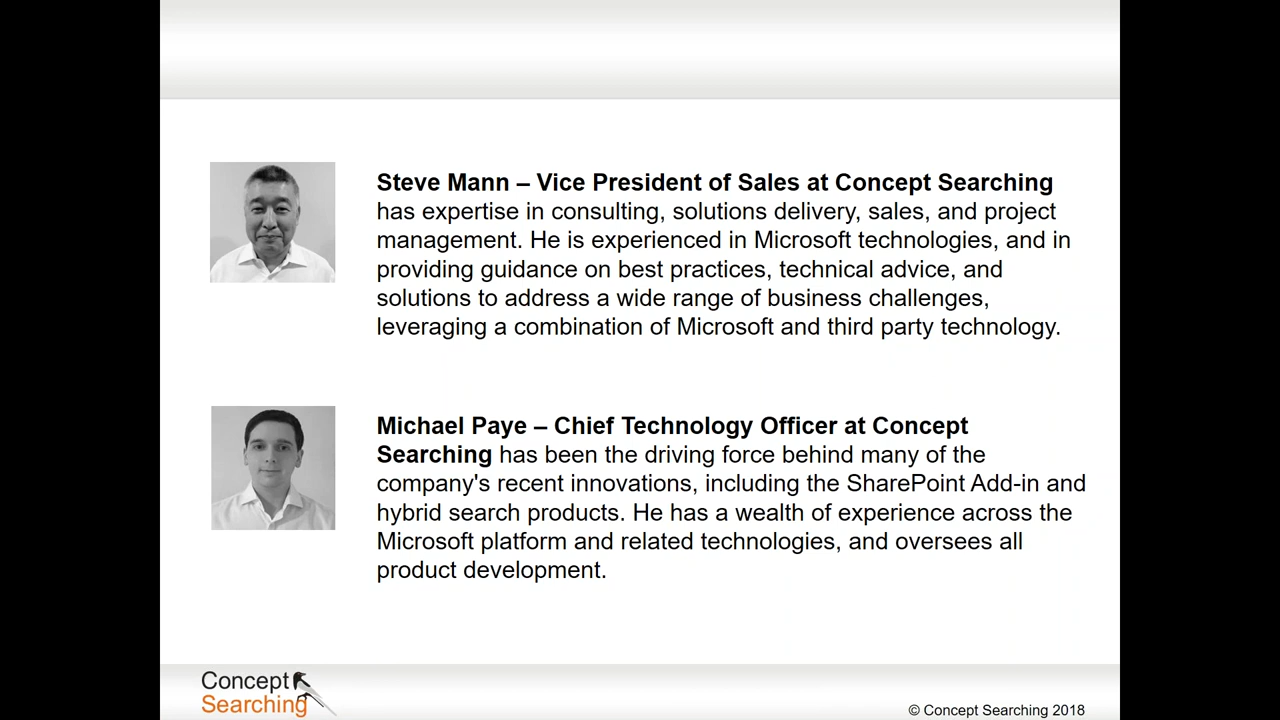 Steve Mann – Vice President of Sales at Concept Searching
has expertise in consulting, solutions delivery, sales, and project
management. He is experienced in Microsoft technologies, and in
providing guidance on best practices, technical advice, and
solutions to address a wide range of business challenges,
leveraging a combination of Microsoft and third party technology.
Michael Paye – Chief Technology Officer at Concept
Searching has been the driving force behind many of the
company's recent innovations, including the SharePoint Add-in and
hybrid search products. He has a wealth of experience across the
Microsoft platform and related technologies, and oversees all
product development.
Concept
Searching
© Concept Searching 2018